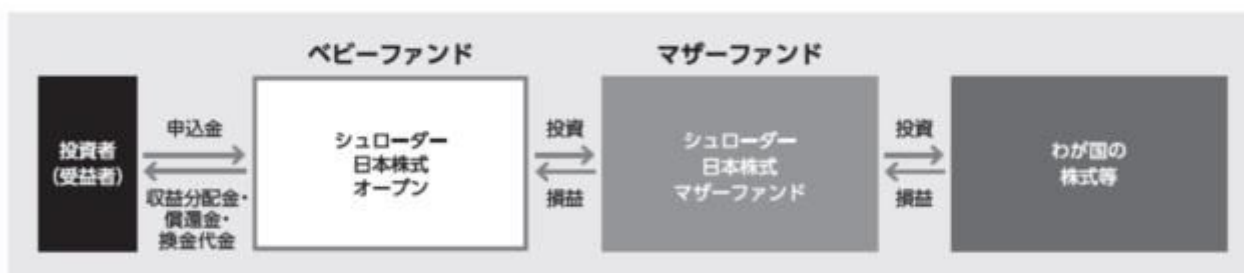 ベビーファンド
マザーファンド
投資者
(受益者)
申込金
収益分配金・
償還金・
換金代金
シュローダー
日本株式
オープン
投資
損益
シュローダー
日本株式
マザーファンド
投資
損益
わが国の
株式等